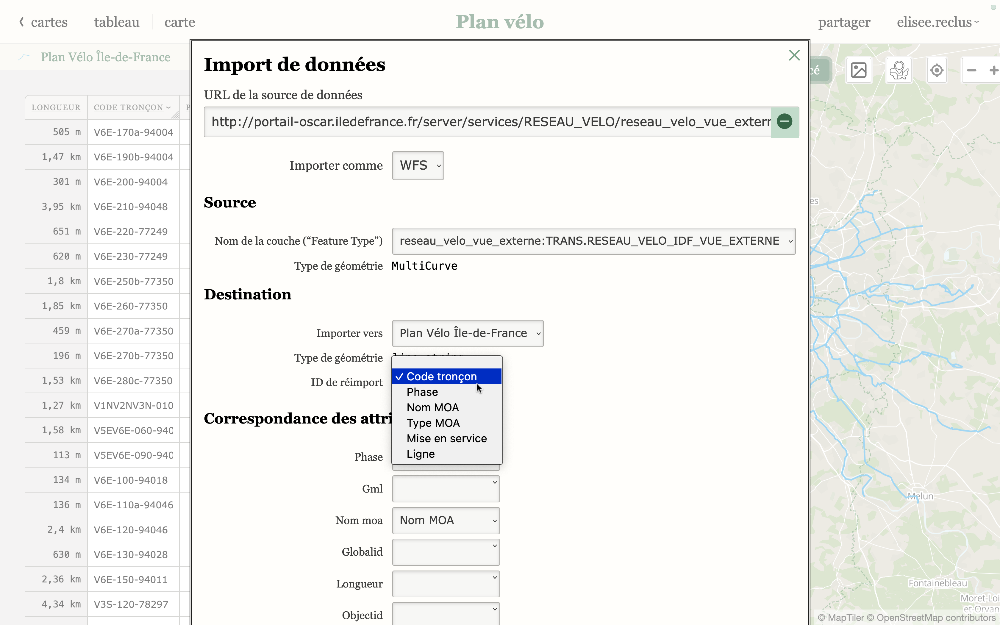 cartes
tableau
carte
Plan vélo
partager
elisee.reclus
Plan Vélo Île-de-France
LONGUEUR CODE TRONÇON
505 m V6E-170a-94004
1,47 km V6E-190b-94004
301 m V6E-200-94004
3,95 km V6E-210-94048
651 m V6E-220-77249
620 m V6E-230-77249
1,8 km V6E-250b-77350
1,85 km V6E-260-77350
459 m V6E-270a-77350
196 m V6E-270b-77350
1,53 km V6E-280c-77350
1,27 km V1NV2NV3N-010
1,58 km V5EV6E-060-940
113 m V5EV6E-090-940
134 m V6E-100-94018
136 m V6E-110a-94046
2,4 km V6E-120-94046
630 m V6E-130-94028
2,36 km V6E-150-94011
4,34 km V3S-120-78297
Import de données
URL de la source de données
http://portail-oscar.iledefrance.fr/server/services/RESEAU_VELO/reseau_velo_vue_extern
Importer comme WFS
Source
Nom de la couche (“Feature Type”) reseau_velo_vue_externe:TRANS.RESEAU_VELO_IDF_VUE_EXTERNE
Type de géométrie MultiCurve
Destination
Importer vers Plan Vélo Île-de-France
Type de géométrie
ID de réimport
✓ Code tronçon
Phase
Nom MOA
Type MOA
Mise en service
Ligne
Correspondance des attri
Phase
Gml
Nom moa Nom MOA
Globalid
Longueur
Objectid
cé
es
Melun
Fontainebleau
Moret-Loi
et-Orvan
© MapTiler © OpenStreetMap contributors